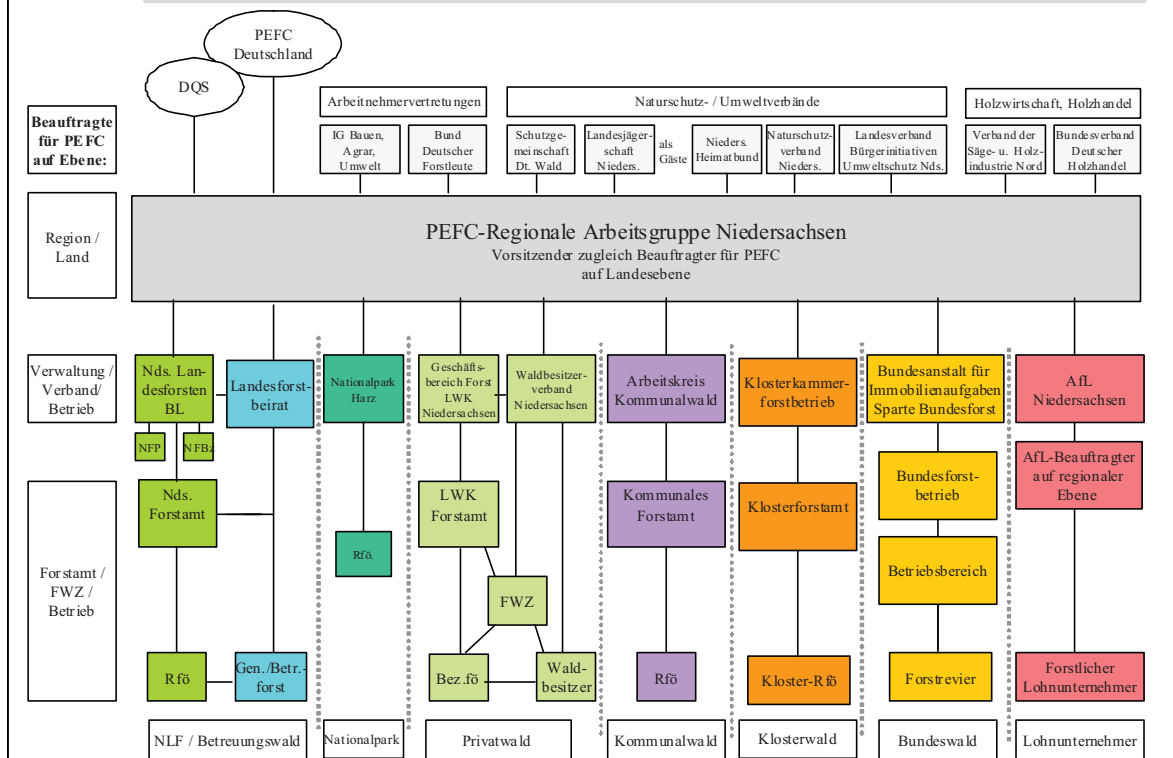 PEFC
Deutschland
DQS
Beauftragte
für PEFC
auf Ebene:
Arbeitnehmervertretungen
Naturschutz- / Umweltverbände
Holzwirtschaft, Holzhandel
IG Bauen,
Agrar,
Umwelt
Bund
Deutscher
Forstleute
Schutzge-
meinschaft
Dt. Wald
Landesjäger-
schaft
Nieders.
als
Gäste
Nieders.
Heimatbund
Naturschutz-
verband
Nieders.
Landesverband
Bürgerinitiativen
Umweltschutz Nds.
Verband der
Säge- u. Holz-
industrie Nord
Bundesverband
Deutscher
Holzhandel
Region /
Land
PEFC-Regionale Arbeitsgruppe Niedersachsen
Vorsitzender zugleich Beauftragter für PEFC
auf Landesebene
Verwaltung /
Verband/
Betrieb
Nds. Lan-
desforsten
BL
Landesforst-
beirat
Nationalpark
Harz
Geschäfts-
bereich Forst
LWK
Niedersachsen
Waldbesitzer-
verband
Niedersachsen
Arbeitskreis
Kommunalwald
Klosterkammer-
forstbetrieb
Bundesanstalt für
Immobilienaufgaben
Sparte Bundesforst
AfL
Niedersachsen
NFP
NFBz
AfL-Beauftragter
auf regionaler
Ebene
Forstamt /
FWZ /
Betrieb
Nds.
Forstamt
Rfö.
LWK
Forstamt
Kommunales
Forstamt
Klosterforstamt
Bundesforst-
betrieb
Betriebsbereich
FWZ
Rfö
Gen./Betr.-
forst
Bez.fö
Wald-
besitzer
Rfö
Kloster-Rfö
Forstrevier
Forstlicher
Lohnunternehmer
NLF / Betreuungswald
Nationalpark
Privatwald
Kommunalwald
Klosterwald
Bundeswald
Lohnunternehmer